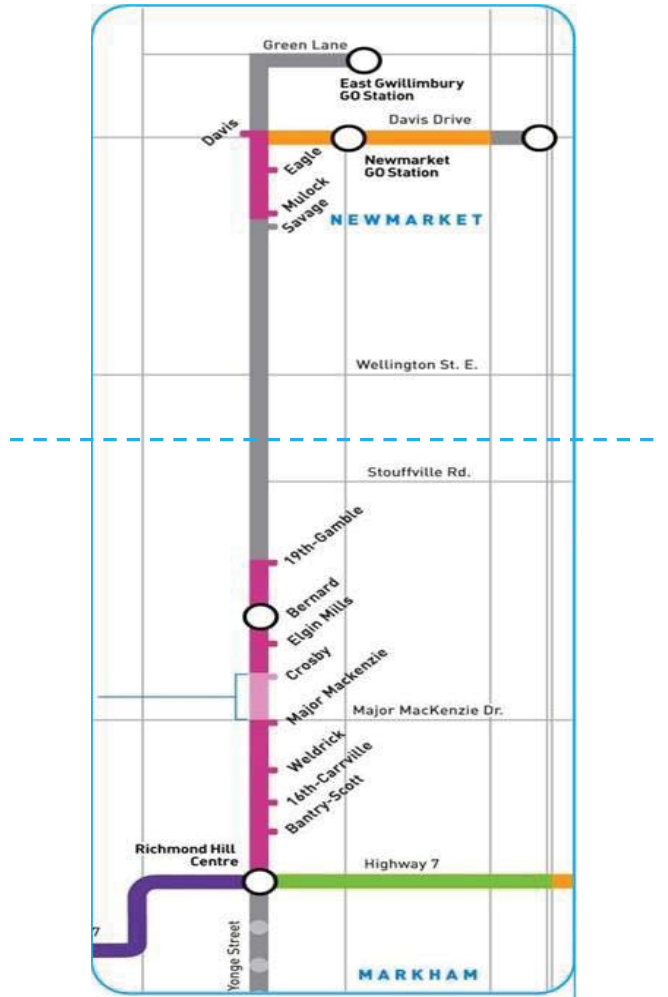 Green Lane
East Gwillimbury
GO Station
Davis
Davis Drive
Eagle
Newmarket
GO Station
Mulock
Savage
NEWMARKET
Wellington St. E.
Stouffville Rd.
19th-Gamble
Bernard
Elgin Mills
Crosby
Major Mackenzie
Major MacKenzie Dr.
Weldrick
16th-Carrville
Bantry-Scott
Richmond Hill
Centre
Highway 7
7
Yonge Street
MARKHAM